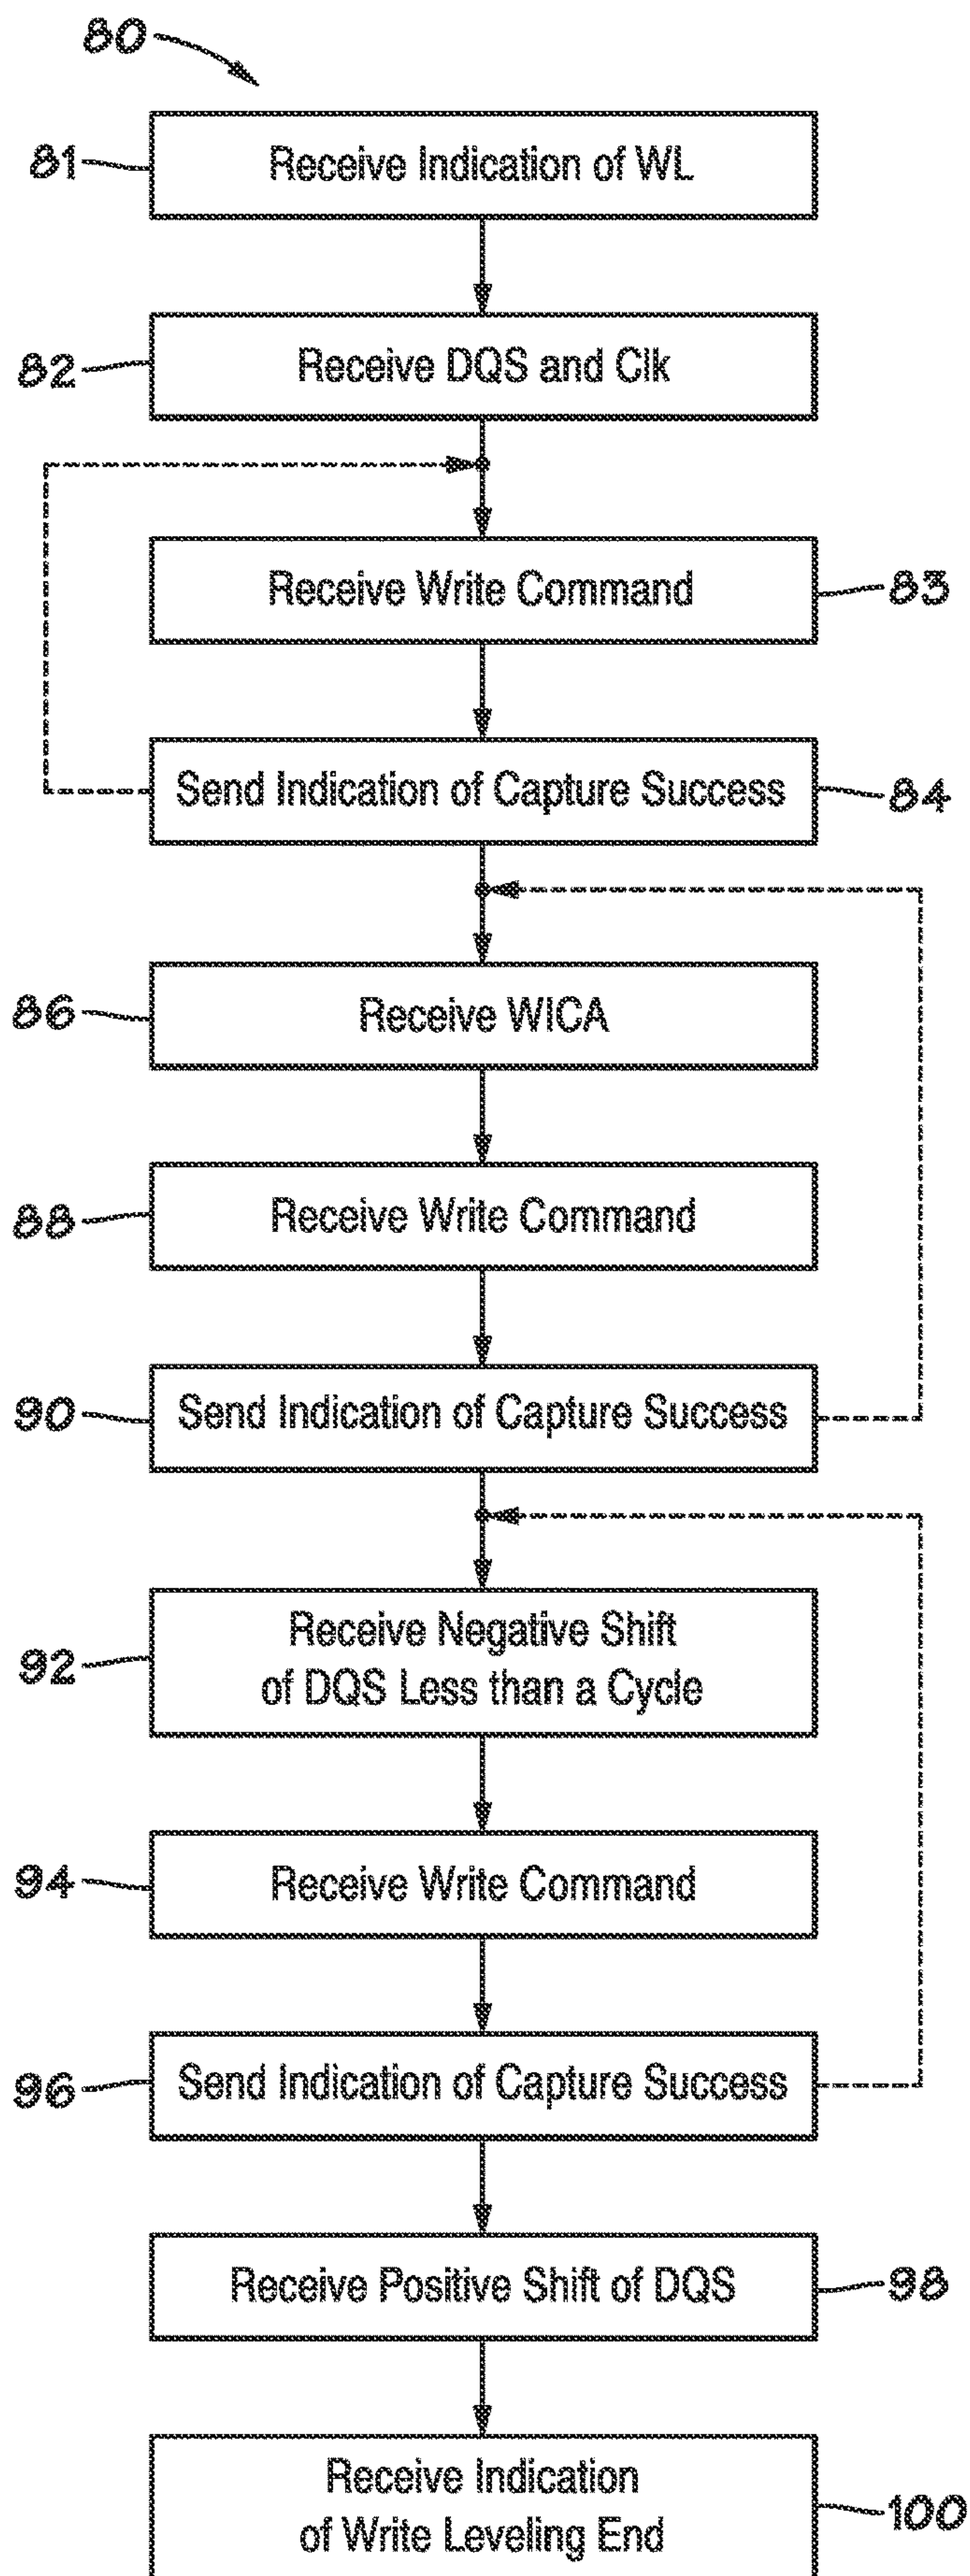 80
81
Receive Indication of WL
82
Receive DQS and Clk
Receive Write Command
83
Send Indication of Capture Success
84
86
Receive WICA
88
Receive Write Command
90
Send Indication of Capture Success
92
Receive Negative Shift
of DQS Less than a Cycle
94
Receive Write Command
96
Send Indication of Capture Success
Receive Positive Shift of DQS
98
Receive Indication
of Write Leveling End
100